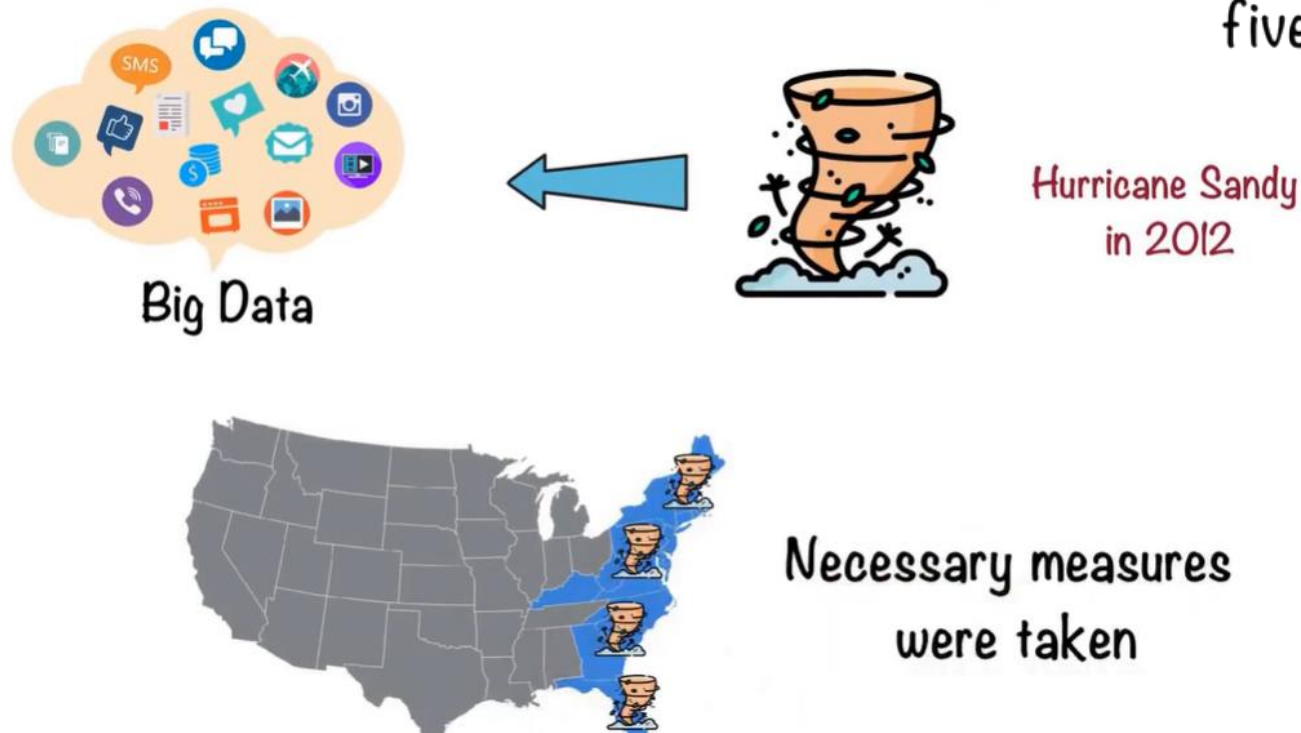 five
SMS
Hurricane Sandy
in 2012
Big Data
Necessary measures
were taken